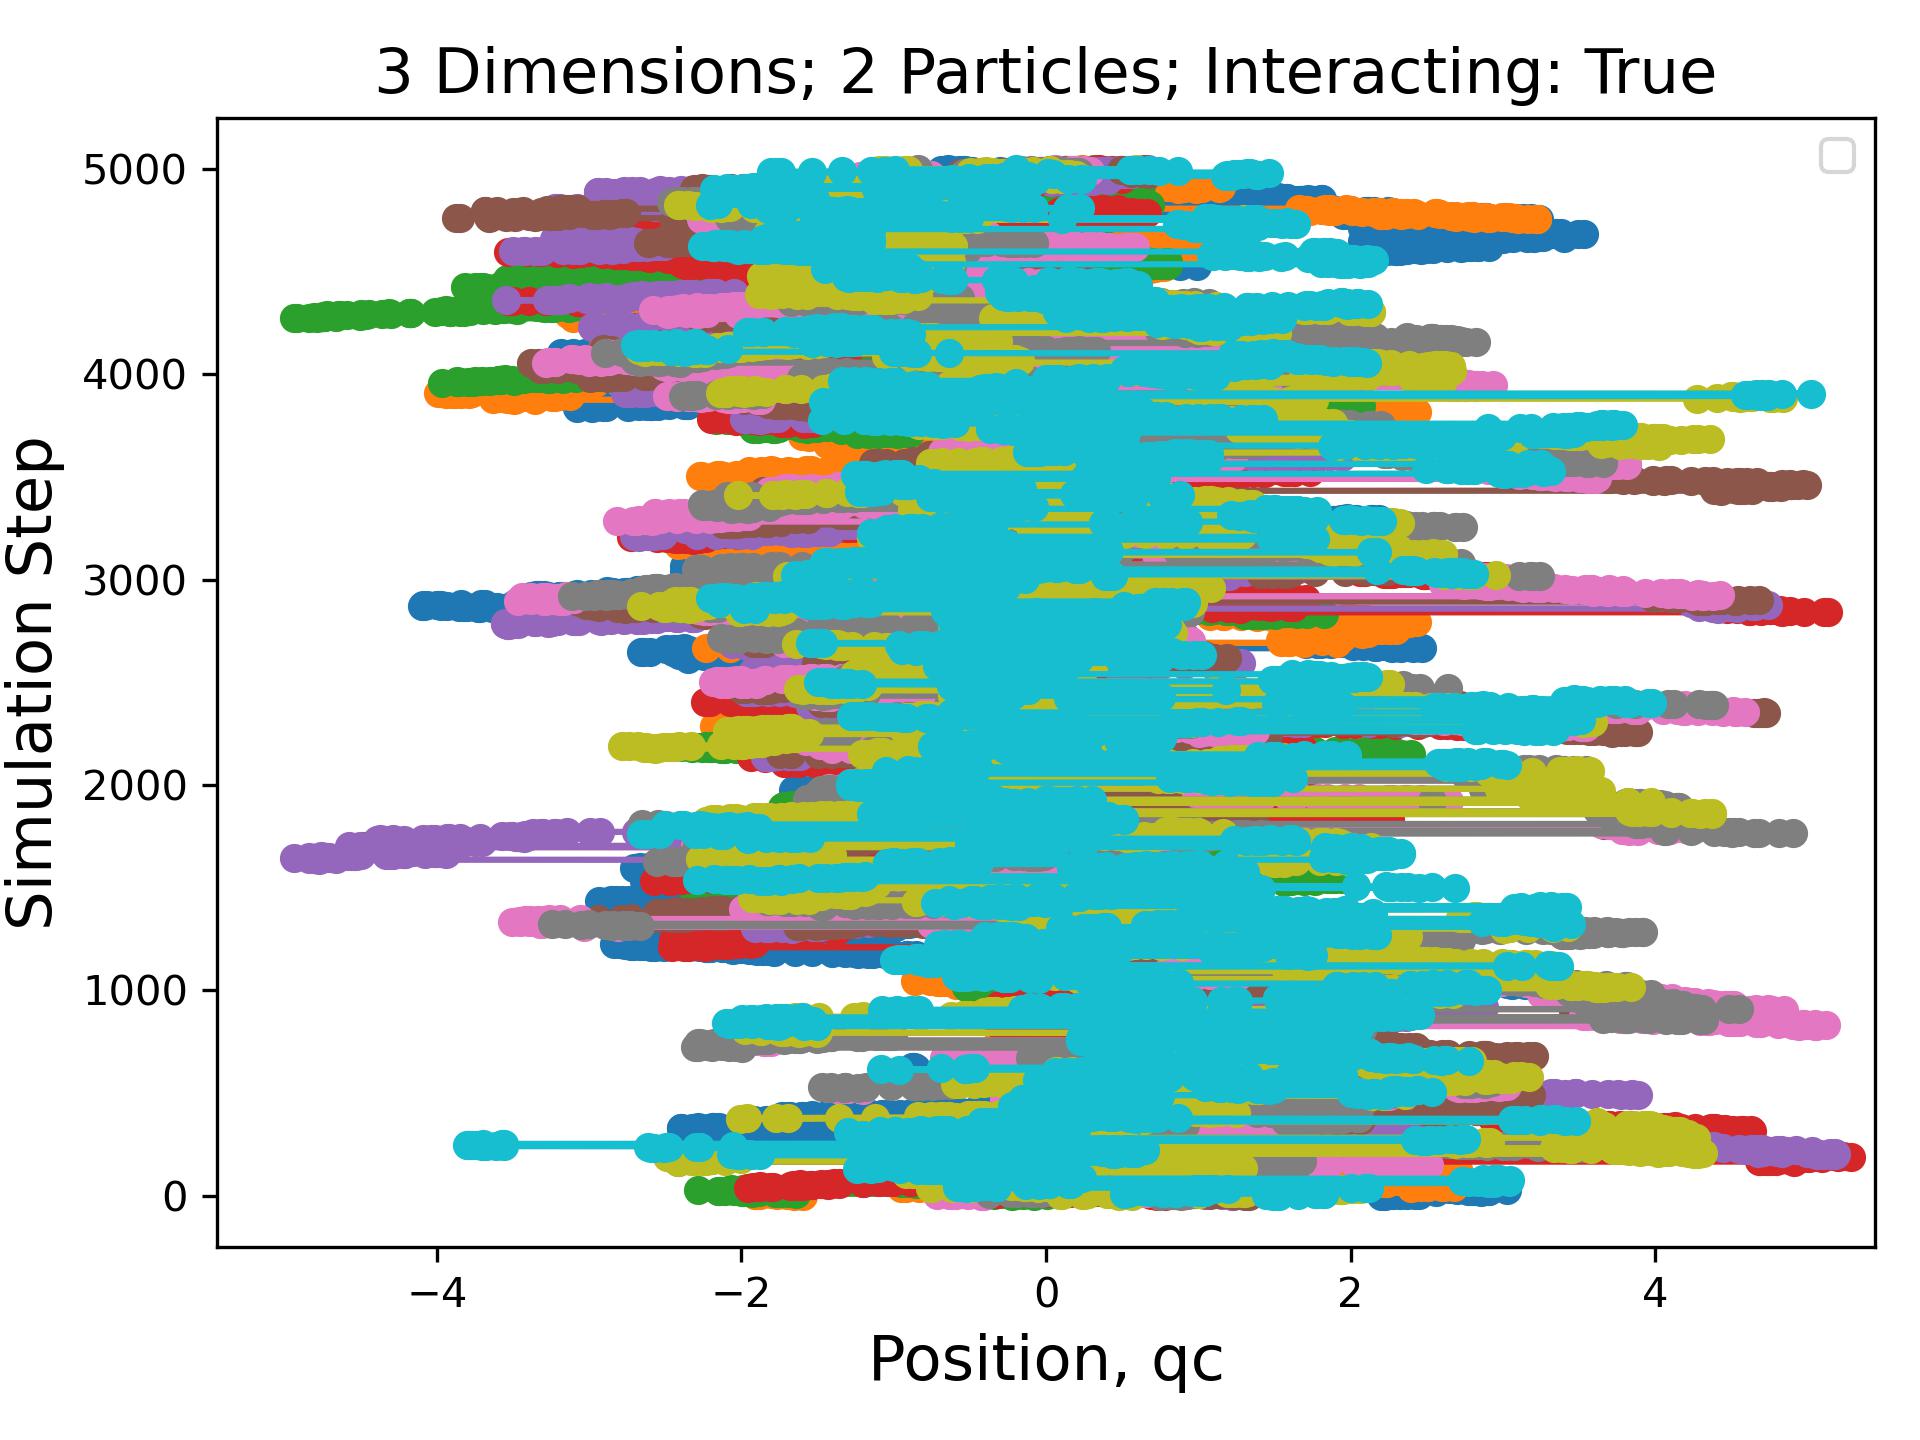 3 Dimensions; 2 Particles; Interacting: True
Simulation Step
5000
4000
3000
2000
1000
0
−4 −2 0 2 4
Position, qc